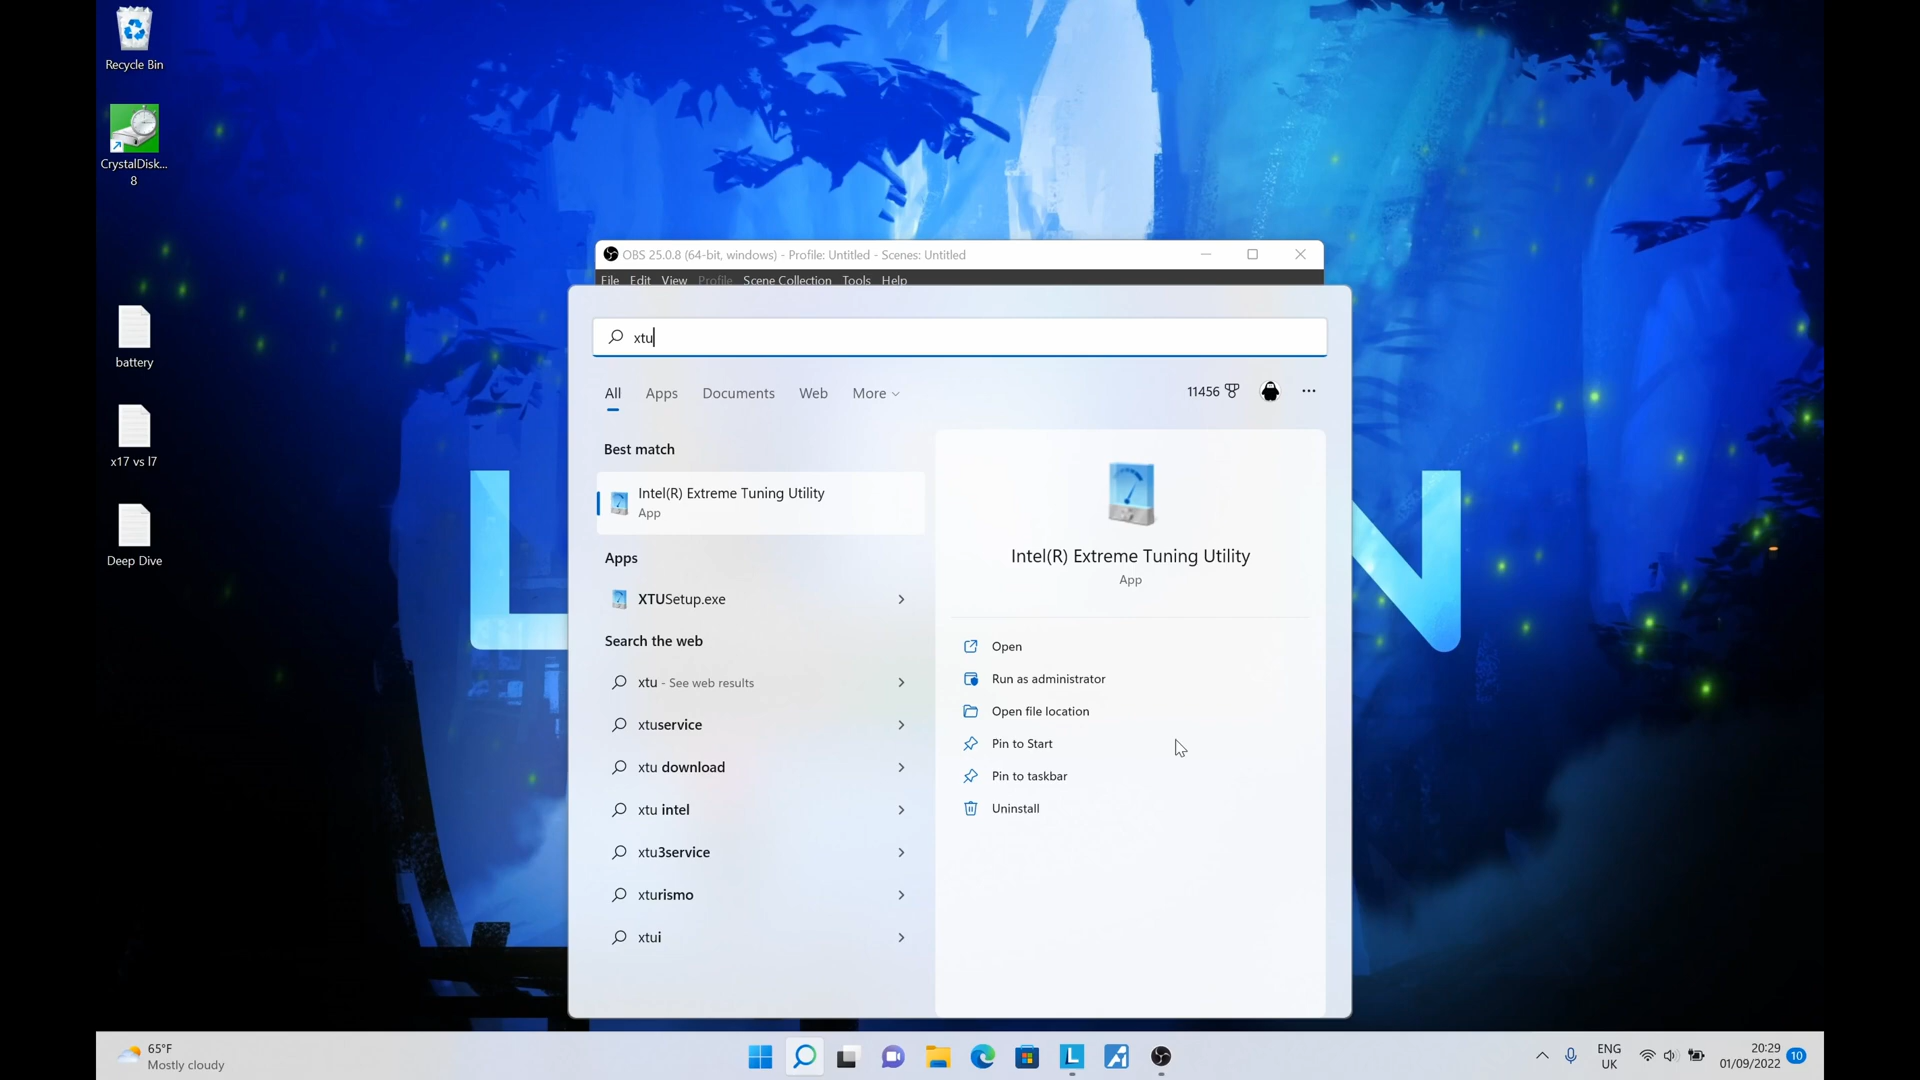 Recycle Bin
CrystalDisk...
8
battery
x17 vs l7
Deep Dive
OBS 25.0.8 (64-bit, windows) - Profile: Untitled - Scenes: Untitled
File Edit View Profile Scene Collection Tools Help
xtu
All Apps Documents Web More
11456
Best match
Intel(R) Extreme Tuning Utility
App
Apps
XTUSetup.exe
Search the web
xtu - See web results
xtuservice
xtu download
xtu intel
xtu3service
xturismo
xtui
Intel(R) Extreme Tuning Utility
App
Open
Run as administrator
Open file location
Pin to Start
Pin to taskbar
Uninstall
L N
65°F
Mostly cloudy
L
ENG
UK
20:29
01/09/2022
10